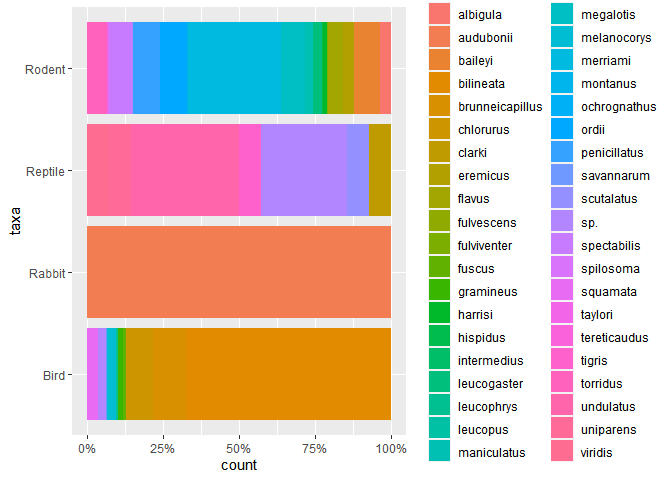 Rodent
Reptile
Rabbit
Bird
taxa
0% 25% 50% 75% 100%
count
albigula
audubonii
baileyi
bilineata
brunneicapillus
chlorurus
clarki
eremicus
flavus
fulvescens
fulviventer
fuscus
gramineus
harrisi
hispidus
intermedius
leucogaster
leucophrys
leucopus
maniculatus
megalotis
melanocorys
merriami
montanus
ochrognathus
ordii
penicillatus
savannarum
scutalatus
sp.
spectabilis
spilosoma
squamata
taylori
tereticaudus
tigris
torridus
undulatus
uniparens
viridis